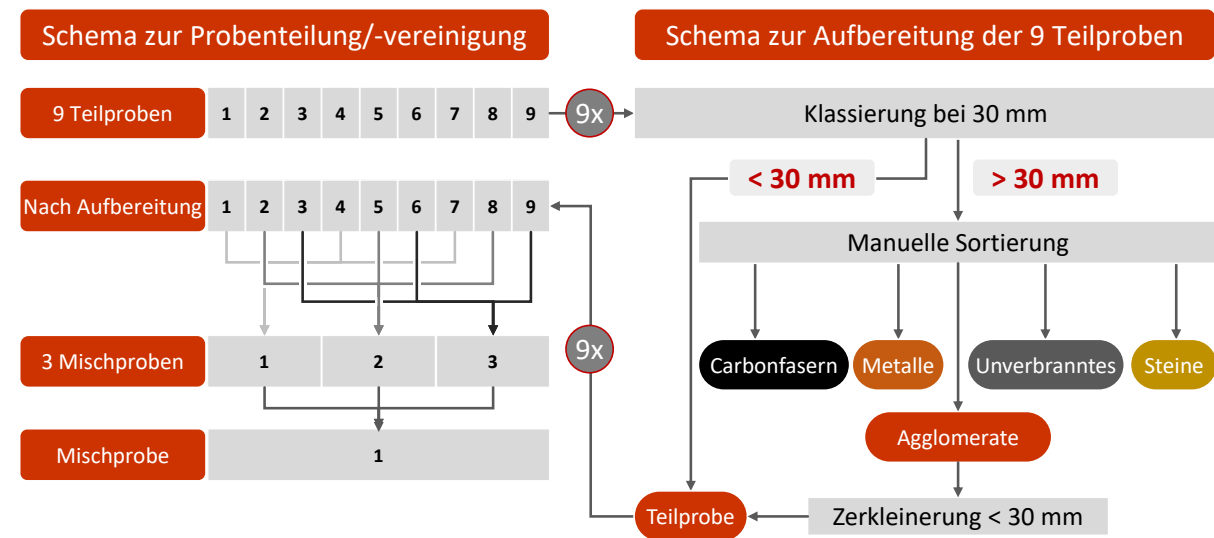 Schema zur Probenteilung/-vereinigung
Schema zur Aufbereitung der 9 Teilproben
9 Teilproben 1 2 3 4 5 6 7 8 9 9x Klassierung bei 30 mm
< 30 mm > 30 mm
Nach Aufbereitung 1 2 3 4 5 6 7 8 9
Manuelle Sortierung
3 Mischproben 1 2 3 9x
Carbonfasern Metalle Unverbranntes Steine
Agglomerate
Mischprobe 1
Teilprobe Zerkleinerung < 30 mm